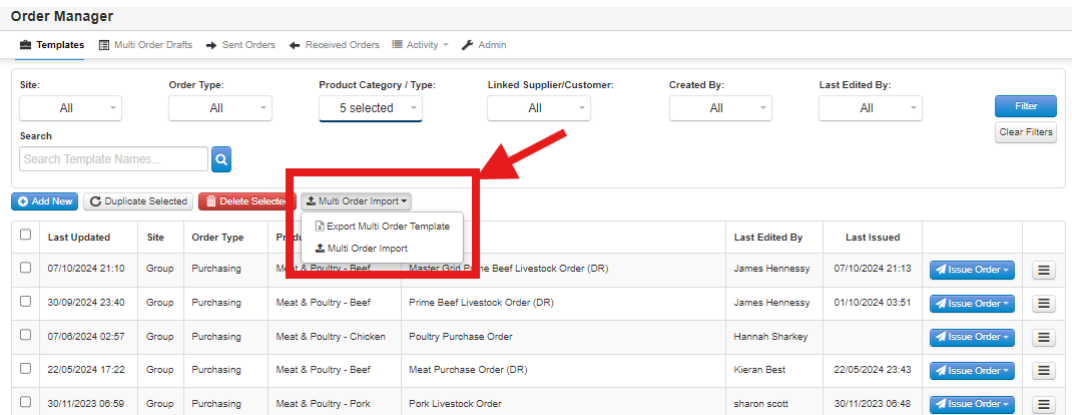 Order Manager
Templates Multi Order Drafts Sent Orders Received Orders Activity Admin
Site: Order Type: Product Category / Type: Linked Supplier/Customer: Created By: Last Edited By:
All All 5 selected All All All Filter
Clear Filters
Search
Search Template Names...
Add New Duplicate Selected Delete Selected Multi Order Import
Export Multi Order Template
Multi Order Import
Last Updated Site Order Type Last Edited By Last Issued
07/10/2024 21:10 Group Purchasing Meat & Poultry - Beef Master Grid Prime Beef Livestock Order (DR) James Hennessy 07/10/2024 21:13 Issue Order
30/09/2024 23:40 Group Purchasing Meat & Poultry - Beef Prime Beef Livestock Order (DR) James Hennessy 01/10/2024 03:51 Issue Order
07/06/2024 02:57 Group Purchasing Meat & Poultry - Chicken Poultry Purchase Order Hannah Sharkey Issue Order
22/05/2024 17:22 Group Purchasing Meat & Poultry - Beef Meat Purchase Order (DR) Kieran Best 22/05/2024 23:43 Issue Order
30/11/2023 06:59 Group Purchasing Meat & Poultry - Pork Pork Livestock Order sharon scott 30/11/2023 06:48 Issue Order